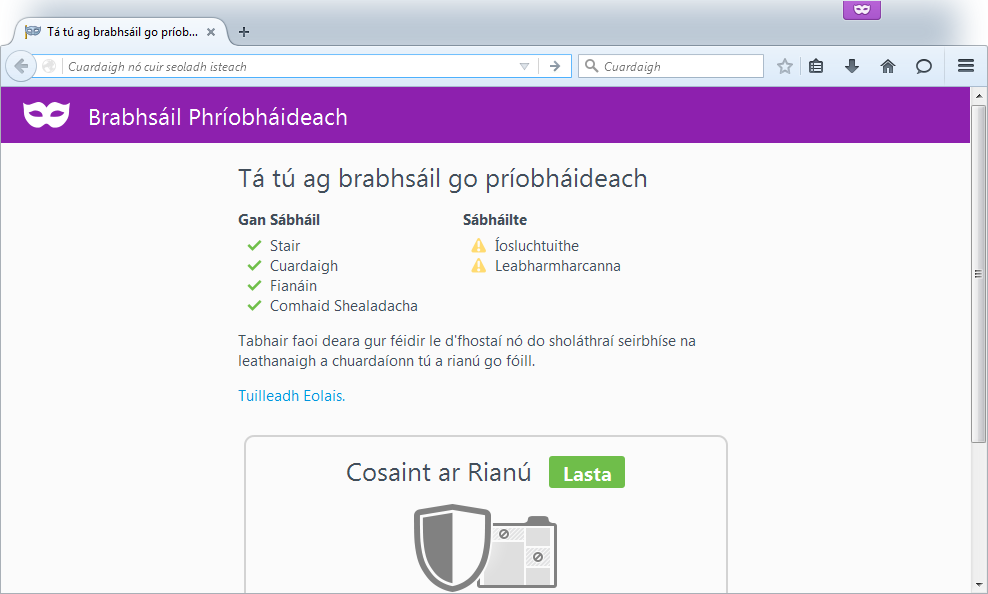 Tá tú ag brabhsáil go príob...
Cuardaigh nó cuir seoladh isteach
Cuardaigh
Brabhsáil Phríobháideach
Tá tú ag brabhsáil go príobháideach
Gan Sábháil
Stair
Cuardaigh
Fianáin
Comhaid Shealadacha
Sábháilte
Íosluchtuithe
Leabharmharcanna
Tabhair faoi deara gur féidir le d'fhostaí nó do sholáthraí seirbhíse na
leathanaigh a chuardaíonn tú a rianú go fóill.
Tuilleadh Eolais.
Cosaint ar Rianú Lasta